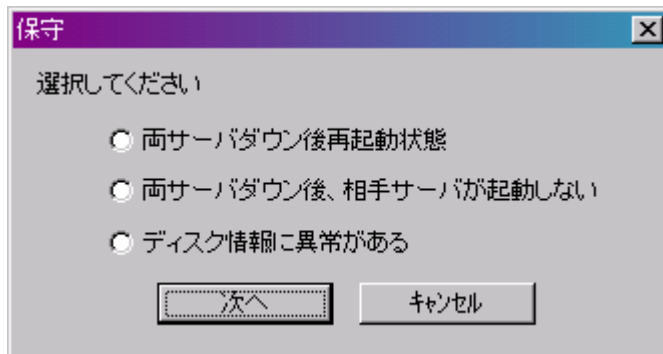 保守
選択してください
両サーバダウン後再起動状態
両サーバダウン後、相手サーバが起動しない
ディスク情報に異常がある
次へ
ｷｬﾝｾﾙ